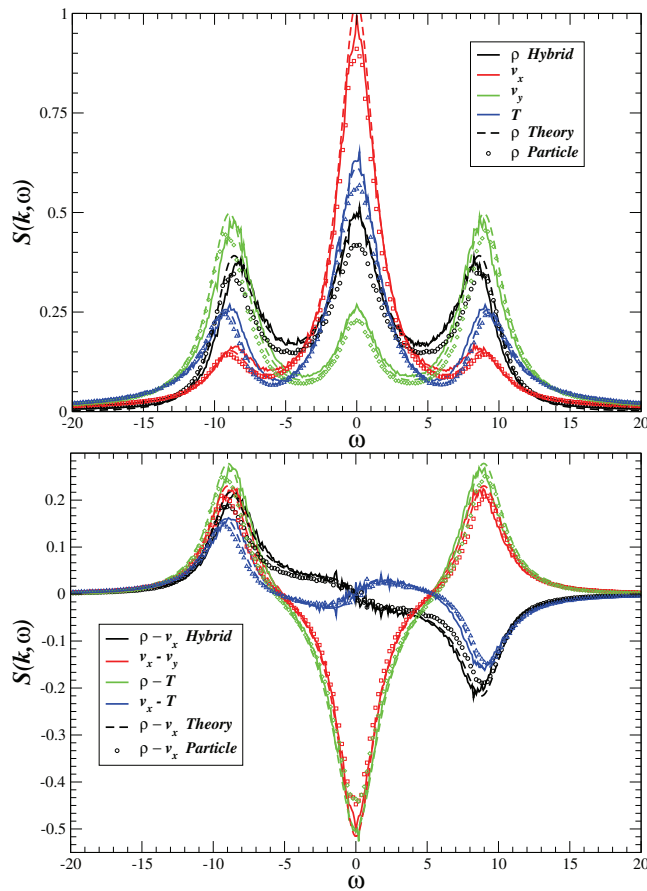 1
0.75
0.5
0.25
0
S(k,ω)
ρ Hybrid
v_x
v_y
T
ρ Theory
ρ Particle
-20 -15 -10 -5 0 5 10 15 20
ω
0.2
0.1
0
-0.1
-0.2
-0.3
-0.4
-0.5
S(k,ω)
ρ – v_x Hybrid
v_x - v_y
ρ – T
v_x - T
ρ – v_x Theory
ρ – v_x Particle
-20 -15 -10 -5 0 5 10 15 20
ω